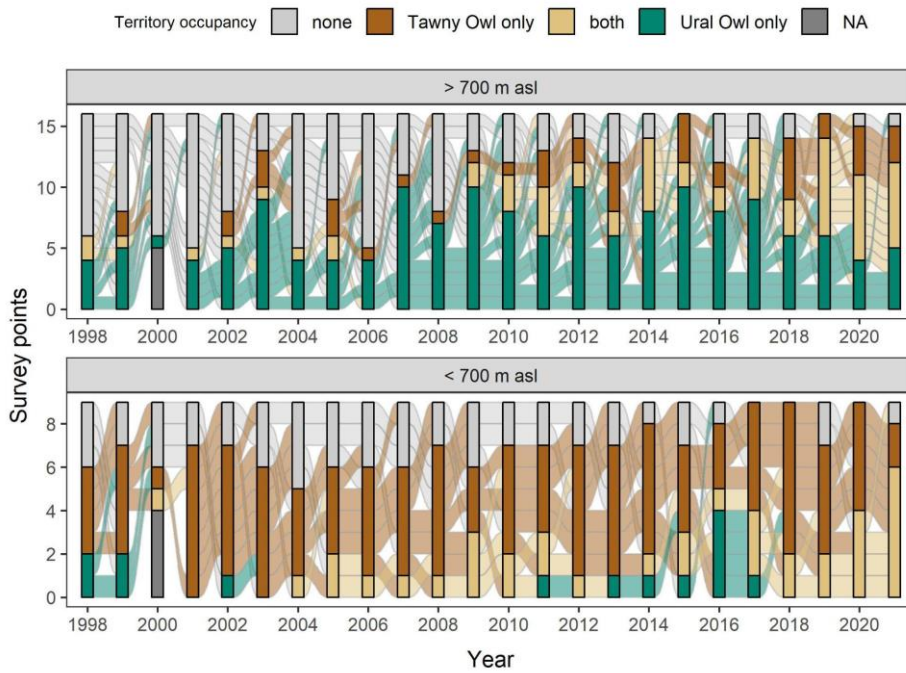 Territory occupancy none Tawny Owl only both Ural Owl only NA
> 700 m asl
15
10
5
0
1998 2000 2002 2004 2006 2008 2010 2012 2014 2016 2018 2020
Survey points
< 700 m asl
8
6
4
2
0
1998 2000 2002 2004 2006 2008 2010 2012 2014 2016 2018 2020
Year